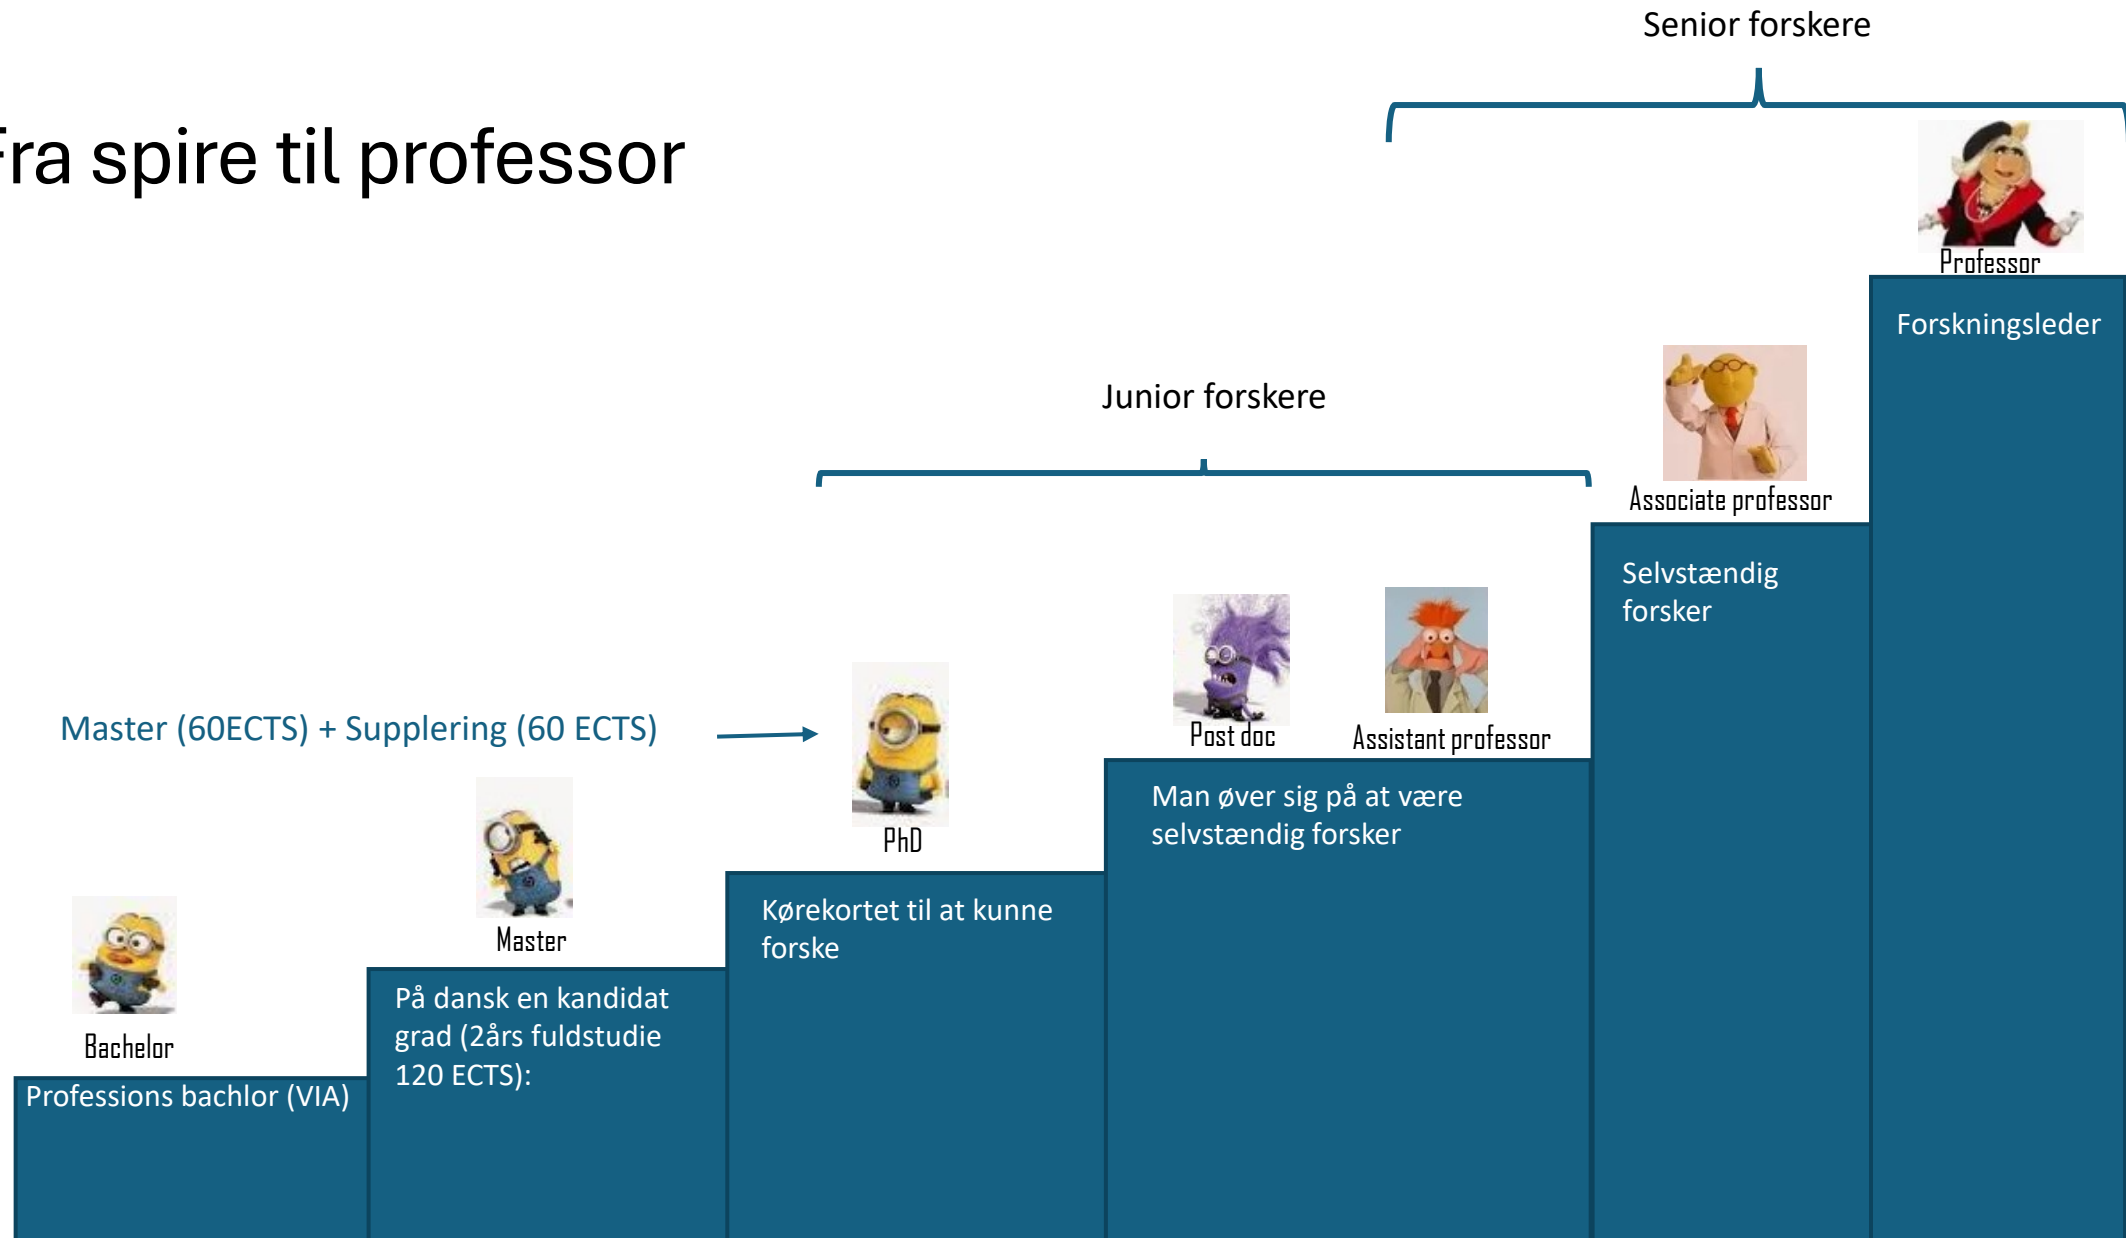 Senior forskere
Fra spire til professor
Professor
Forskningsleder
Junior forskere
Associate professor
Selvstændig
forsker
Master (60ECTS) + Supplering (60 ECTS)
Post doc
Assistant professor
Man øver sig på at være
selvstændig forsker
PhD
Kørekortet til at kunne
forske
Master
På dansk en kandidat
grad (2års fuldstudie
120 ECTS):
Bachelor
Professions bachlor (VIA)